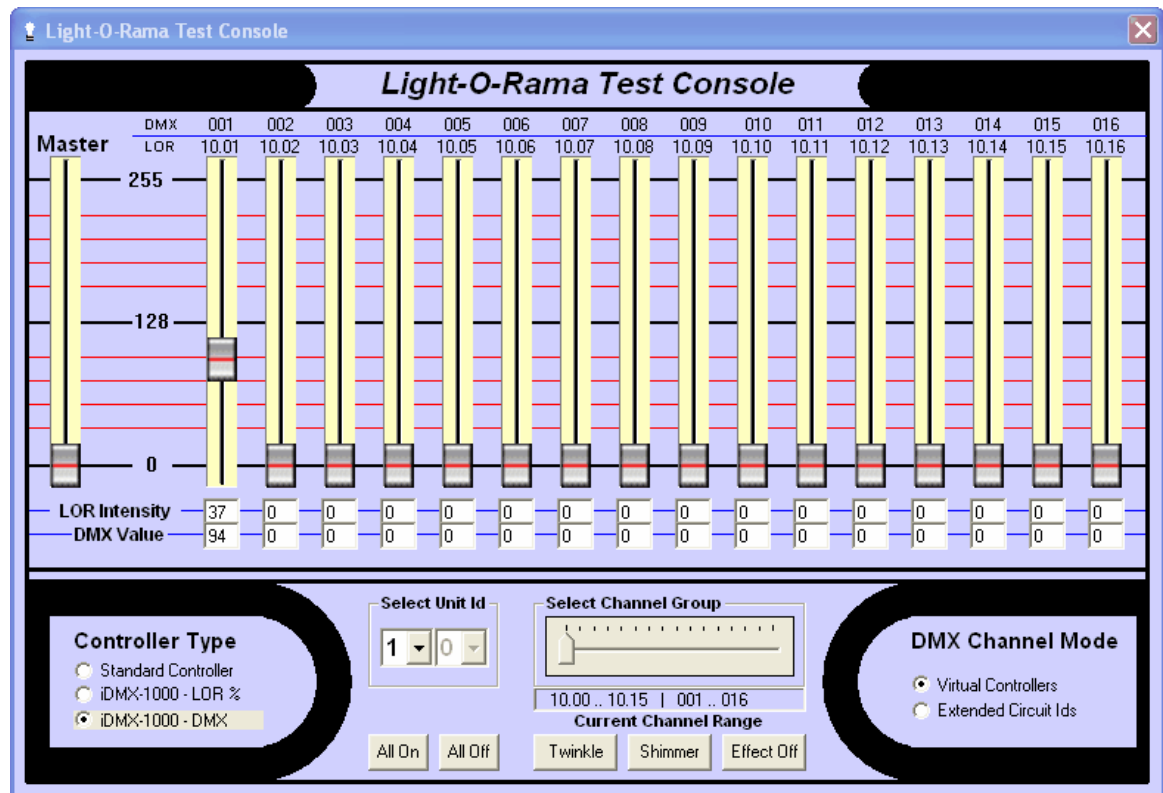 Light-O-Rama Test Console
Light-O-Rama Test Console
DMX 001 002 003 004 005 006 007 008 009 010 011 012 013 014 015 016
Master LOR 10.01 10.02 10.03 10.04 10.05 10.06 10.07 10.08 10.09 10.10 10.11 10.12 10.13 10.14 10.15 10.16
255
128
0
LOR Intensity 37 0 0 0 0 0 0 0 0 0 0 0 0 0 0 0
DMX Value 94 0 0 0 0 0 0 0 0 0 0 0 0 0 0 0
Controller Type
Standard Controller
iDMX-1000 - LOR %
iDMX-1000 - DMX
Select Unit Id
1 0
All On All Off
Select Channel Group
10.00 .. 10.15 | 001 .. 016
Current Channel Range
Twinkle Shimmer Effect Off
DMX Channel Mode
Virtual Controllers
Extended Circuit Ids